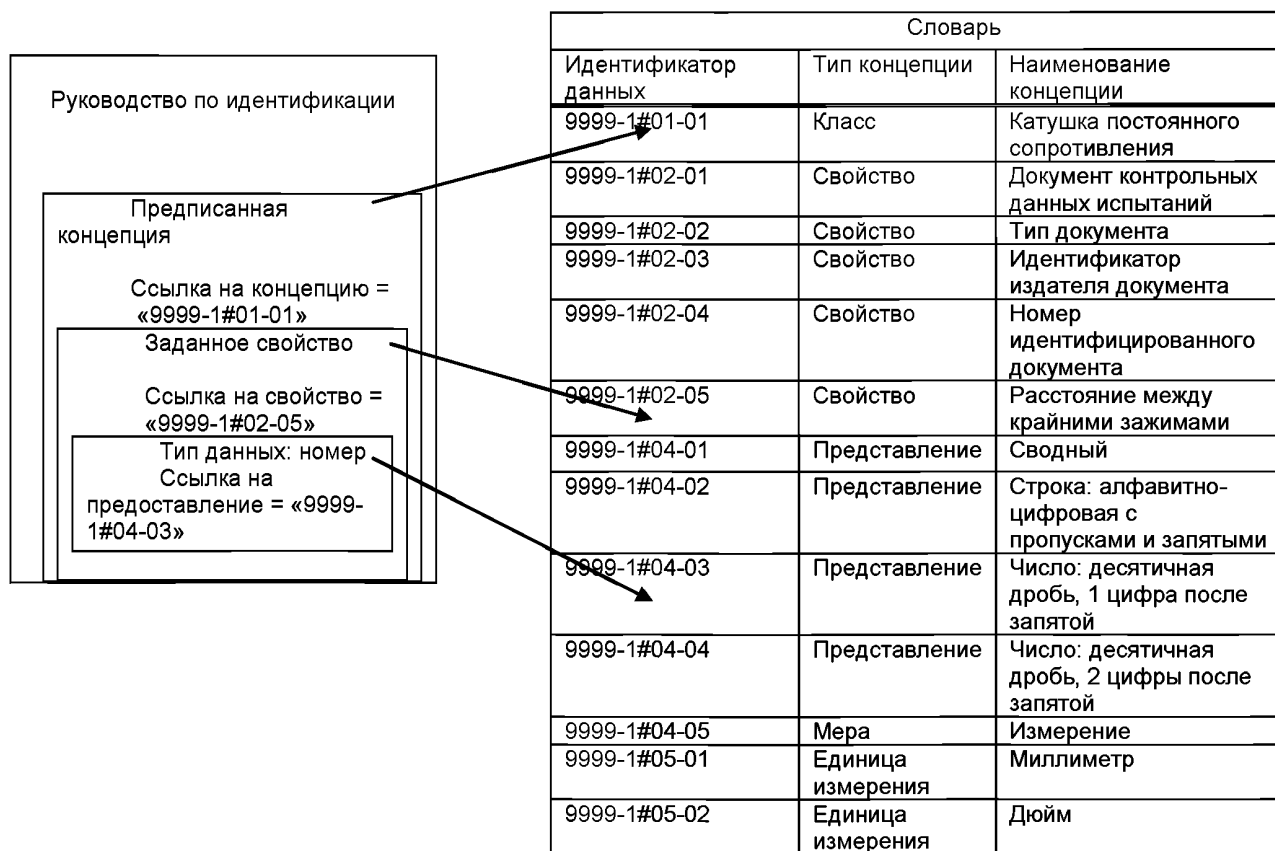 Руководство по идентификации
Предписанная
концепция
Ссылка на концепцию =
«9999-1#01-01»
Заданное свойство
Ссылка на свойство =
«9999-1#02-05»
Тип данных: номер
Ссылка на
предоставление = «9999-
1#04-03»
Словарь
Идентификатор
данных
Тип концепции
Наименование
концепции
9999-1#01-01
Класс
Катушка постоянного
сопротивления
9999-1#02-01
Свойство
Документ контрольных
данных испытаний
9999-1#02-02
Свойство
Тип документа
9999-1#02-03
Свойство
Идентификатор
издателя документа
9999-1#02-04
Свойство
Номер
идентифицированного
документа
9999-1#02-05
Свойство
Расстояние между
крайними зажимами
9999-1#04-01
Представление
Сводный
9999-1#04-02
Представление
Строка: алфавитно-
цифровая с
пропусками и запятыми
9999-1#04-03
Представление
Число: десятичная
дробь, 1 цифра после
запятой
9999-1#04-04
Представление
Число: десятичная
дробь, 2 цифры после
запятой
9999-1#04-05
Мера
Измерение
9999-1#05-01
Единица
измерения
Миллиметр
9999-1#05-02
Единица
измерения
Дюйм